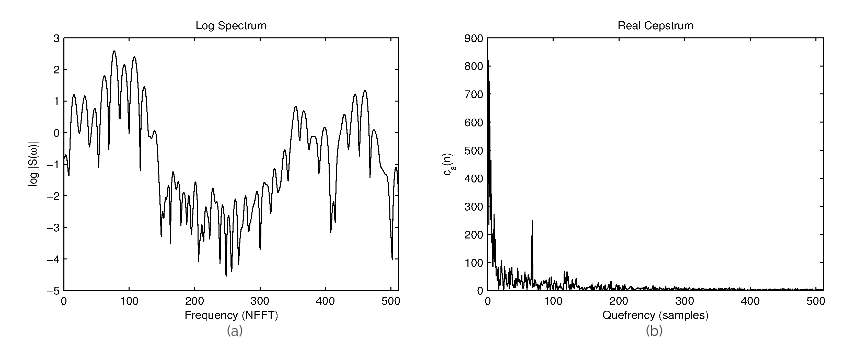 Log Spectrum
3
2
1
0
−1
−2
−3
−4
−5
log |S(ω)|
0 100 200 300 400 500
Frequency (NFFT)
(a)
Real Cepstrum
900
800
700
600
500
400
300
200
100
0
c_s(n)
0 100 200 300 400 500
Quefrency (samples)
(b)